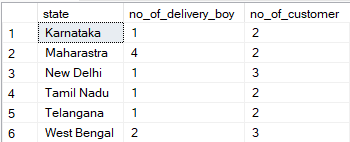 state no_of_delivery_boy no_of_customer
1 Karnataka 1 2
2 Maharastra 4 2
3 New Delhi 1 3
4 Tamil Nadu 1 2
5 Telangana 1 2
6 West Bengal 2 3